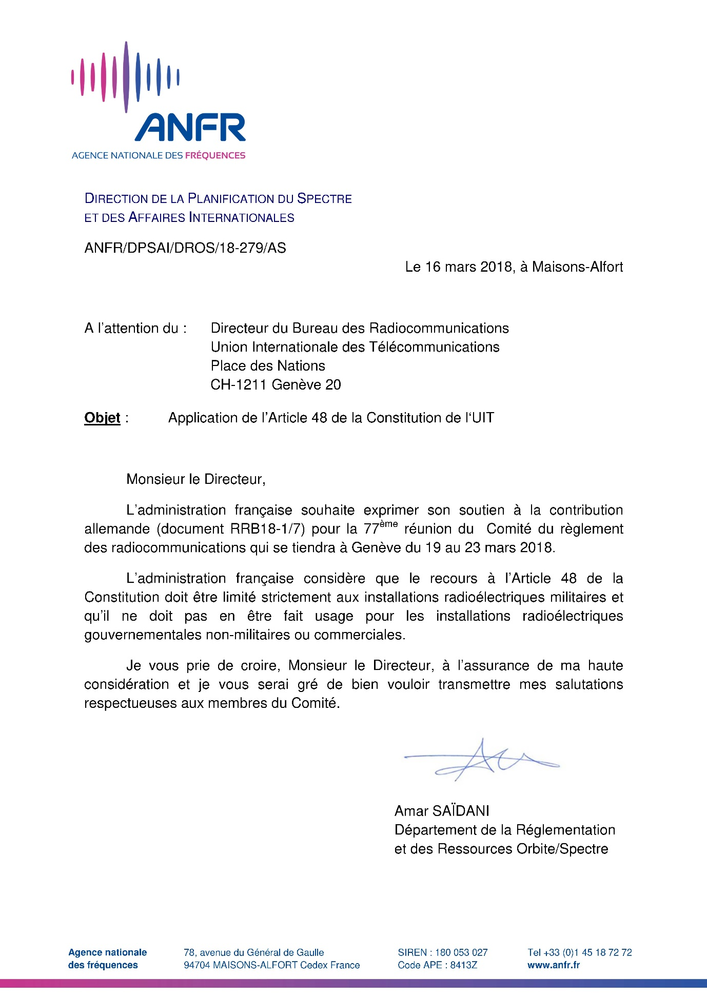 ANFR
AGENCE NATIONALE DES FRÉQUENCES
DIRECTION DE LA PLANIFICATION DU SPECTRE
ET DES AFFAIRES INTERNATIONALES
ANFR/DPSAI/DROS/18-279/AS
Le 16 mars 2018, à Maisons-Alfort
A l’attention du : Directeur du Bureau des Radiocommunications
Union Internationale des Télécommunications
Place des Nations
CH-1211 Genève 20
Objet : Application de l’Article 48 de la Constitution de l‘UIT
Monsieur le Directeur,
L’administration française souhaite exprimer son soutien à la contribution
allemande (document RRB18-1/7) pour la 77ème réunion du Comité du règlement
des radiocommunications qui se tiendra à Genève du 19 au 23 mars 2018.
L’administration française considère que le recours à l’Article 48 de la
Constitution doit être limité strictement aux installations radioélectriques militaires et
qu’il ne doit pas en être fait usage pour les installations radioélectriques
gouvernementales non-militaires ou commerciales.
Je vous prie de croire, Monsieur le Directeur, à l’assurance de ma haute
considération et je vous serai gré de bien vouloir transmettre mes salutations
respectueuses aux membres du Comité.
Amar SAÏDANI
Département de la Réglementation
et des Ressources Orbite/Spectre
Agence nationale 78, avenue du Général de Gaulle SIREN : 180 053 027 Tel +33 (0)1 45 18 72 72
des fréquences 94704 MAISONS-ALFORT Cedex France Code APE : 8413Z www.anfr.fr